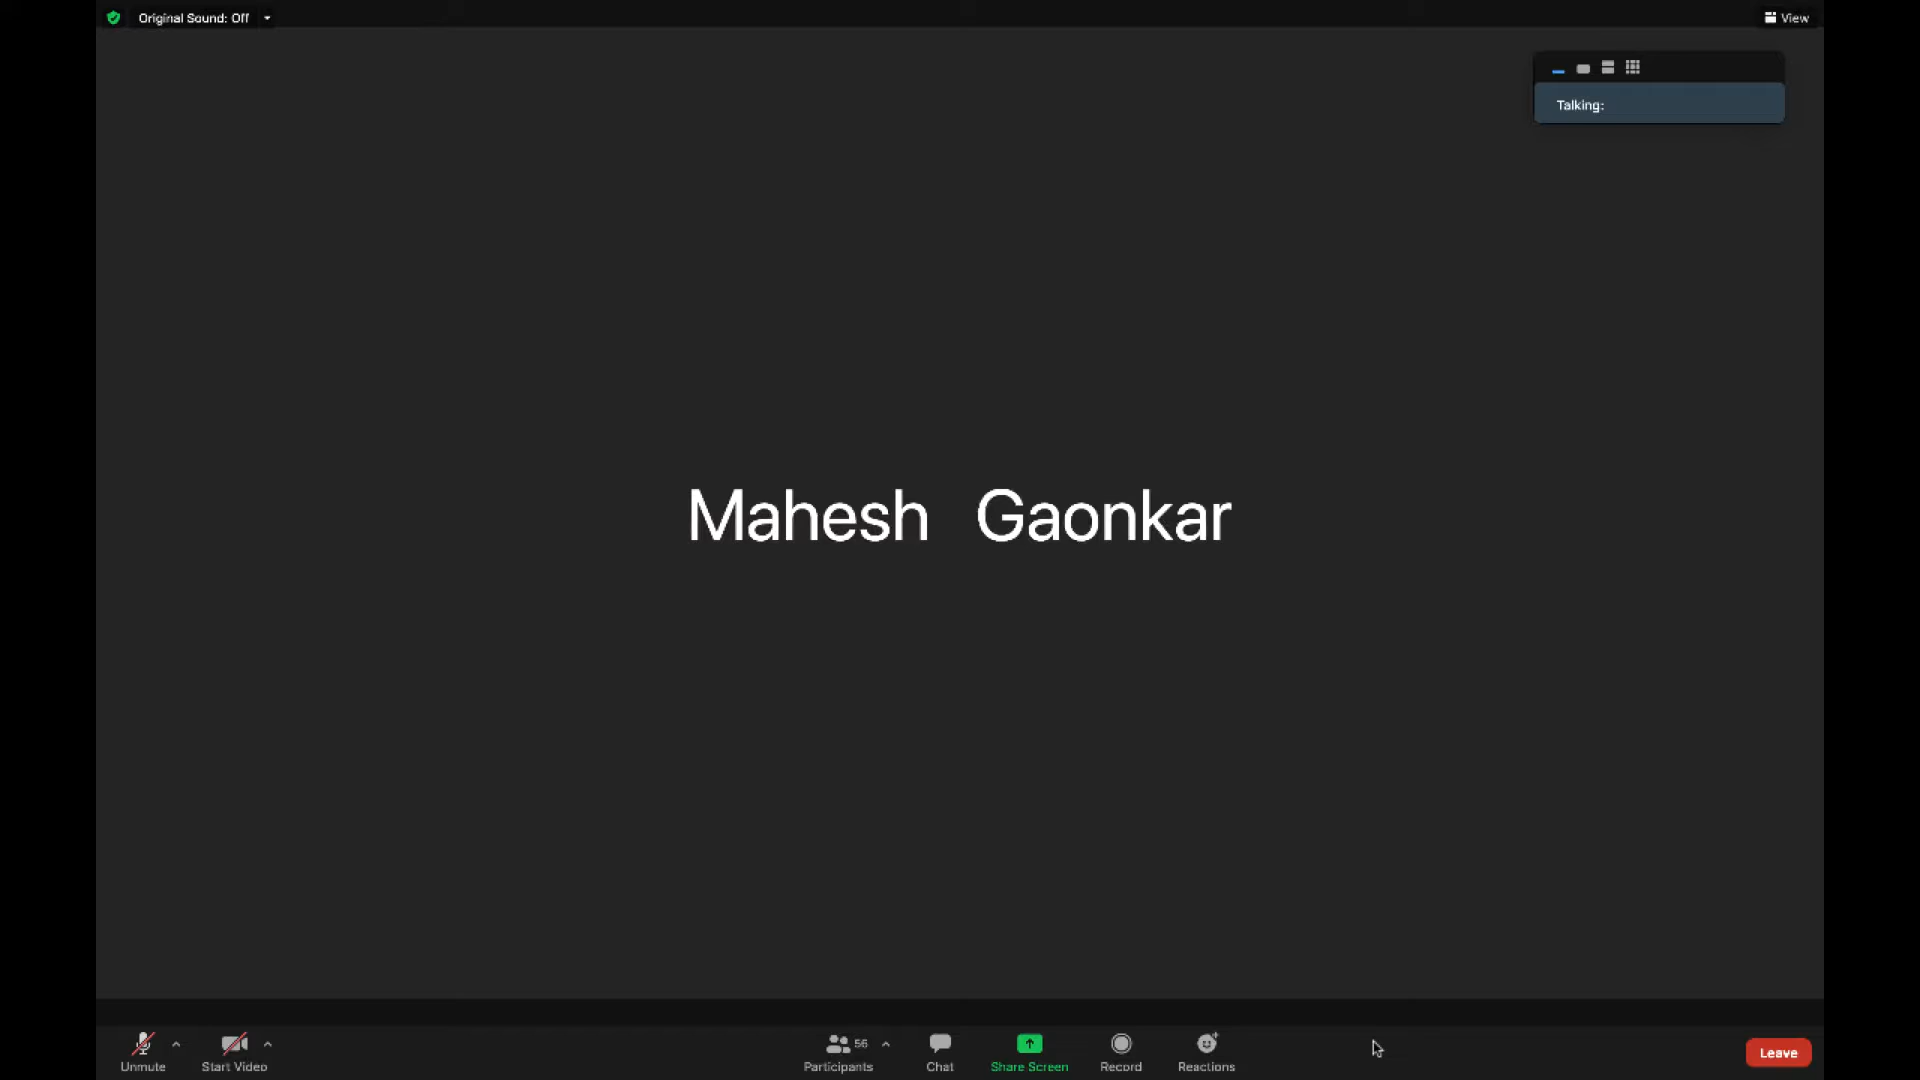 Original Sound: Off
View
Talking:
Mahesh Gaonkar
Unmute
Start Video
56
Participants
Chat
Share Screen
Record
Reactions
Leave